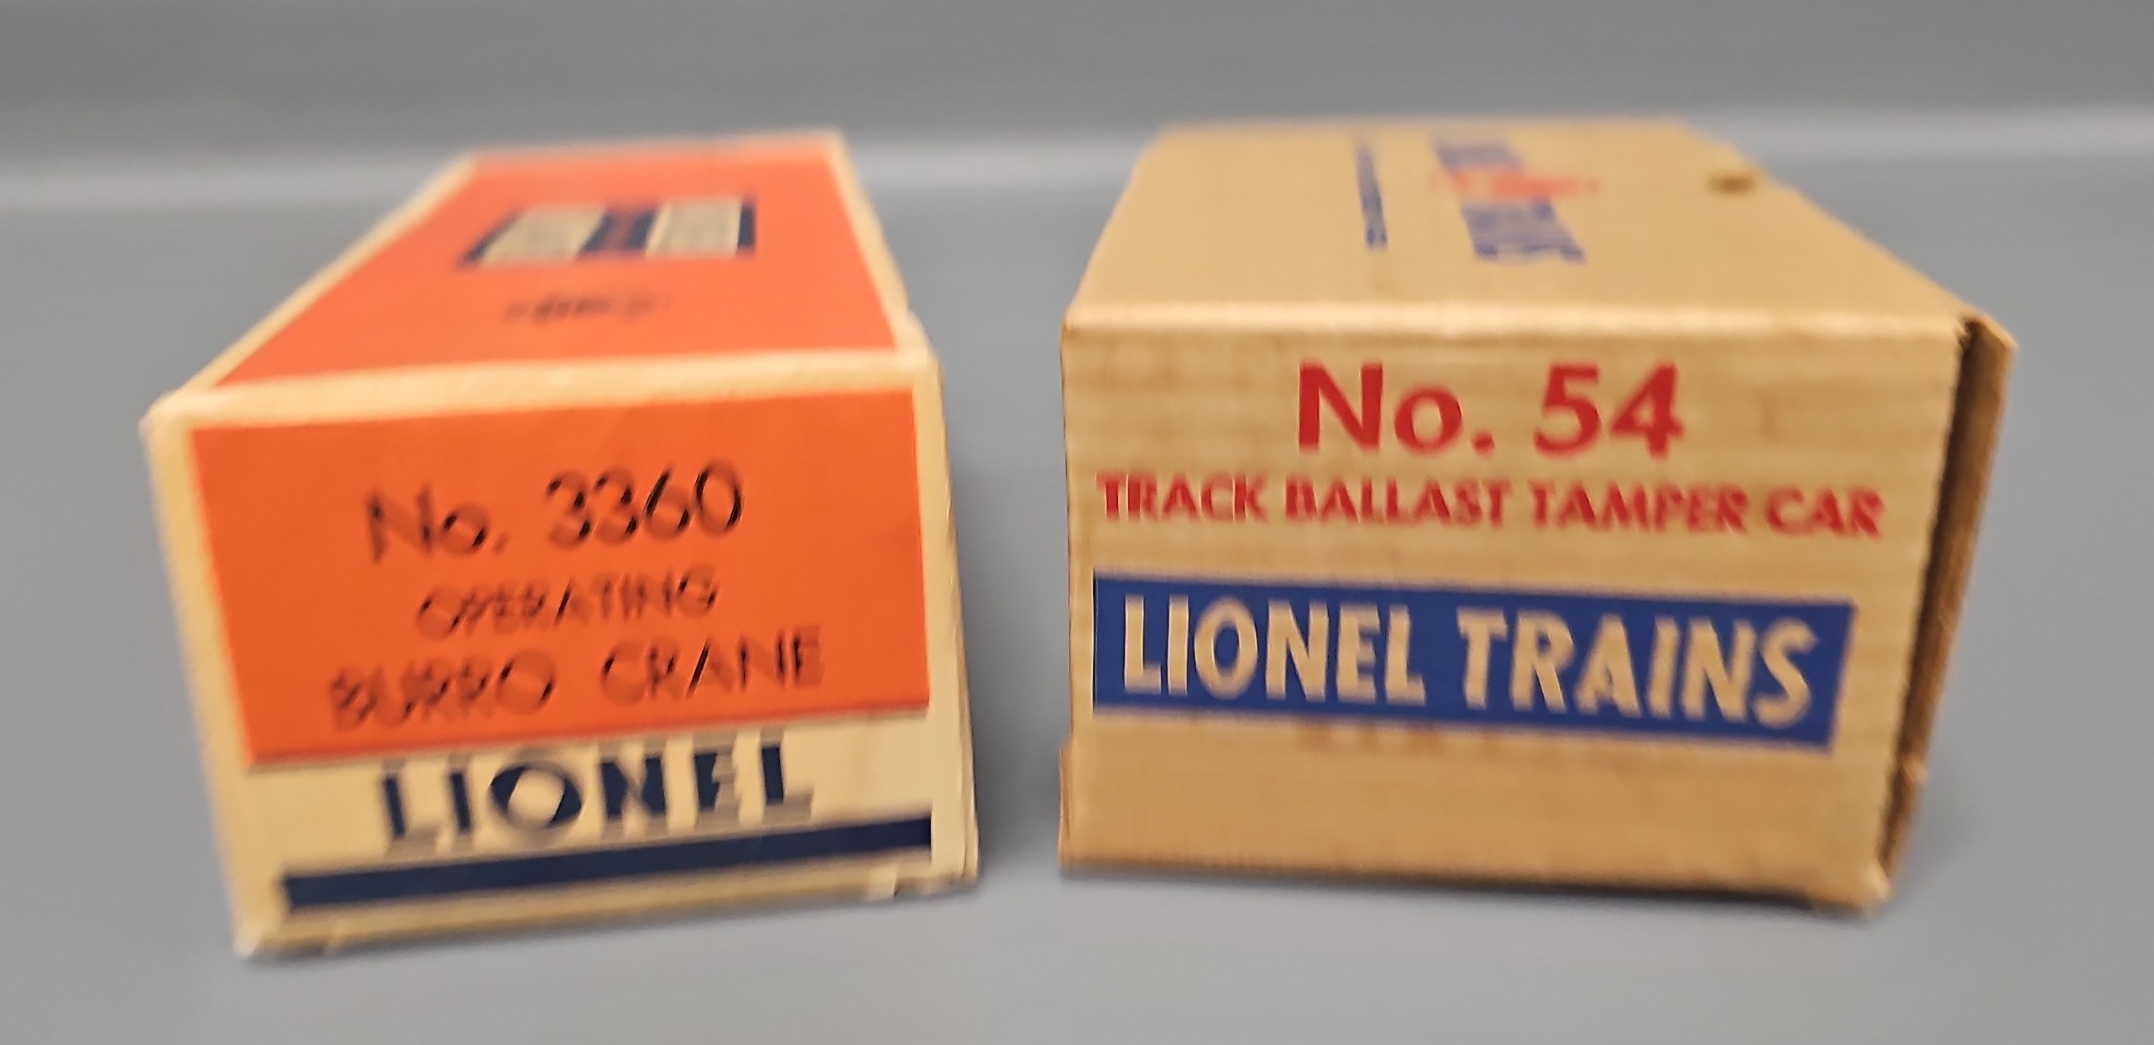 No. 3360
OPERATING
BURRO CRANE
LIONEL
No. 54
TRACK BALLAST TAMPER CAR
LIONEL TRAINS